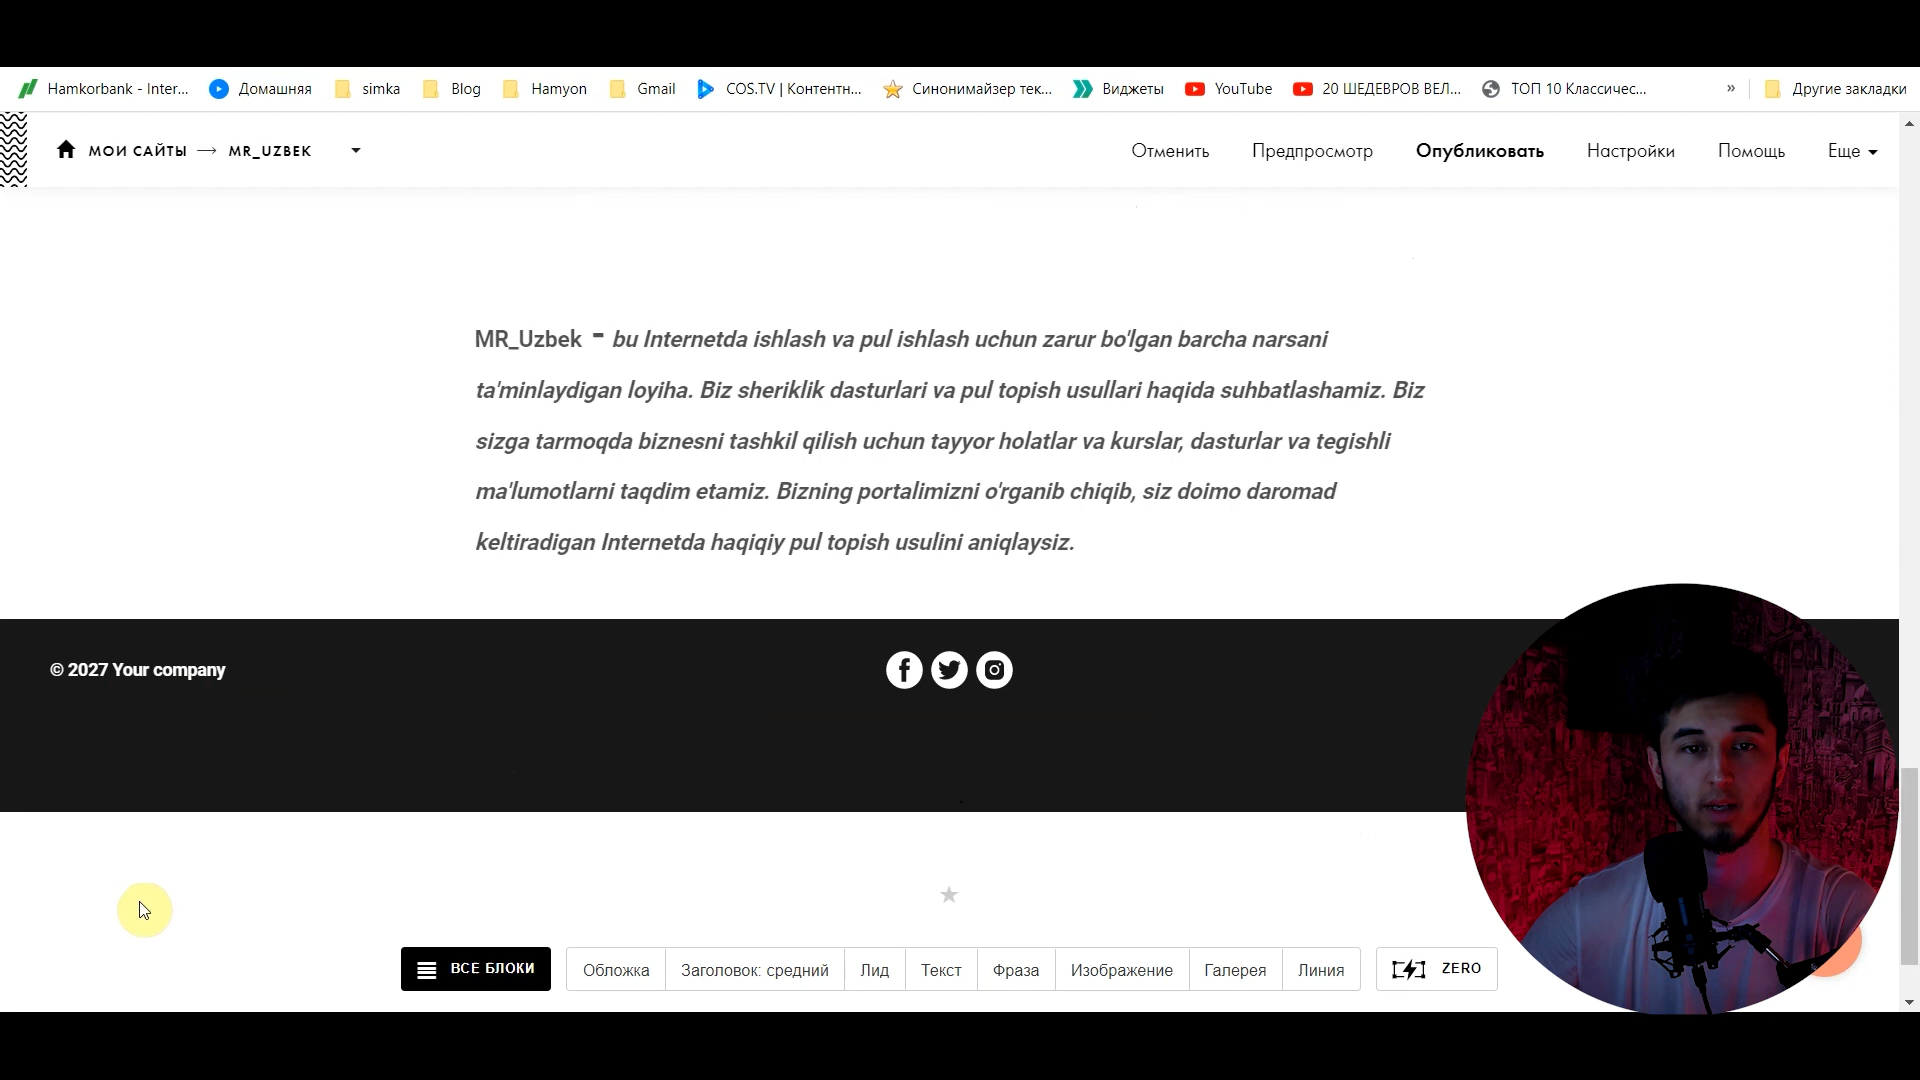 Hamkorbank - Inter... Домашняя simka Blog Hamyon Gmail COS.TV | Контентн... Синонимайзер тек... Виджеты YouTube 20 ШЕДЕВРОВ ВЕЛ... ТОП 10 Классичес... » Другие закладки
МОИ САЙТЫ → MR_UZBEK Отменить Предпросмотр Опубликовать Настройки Помощь Еще
MR_Uzbek - bu Internetda ishlash va pul ishlash uchun zarur bo'lgan barcha narsani
ta'minlaydigan loyiha. Biz sheriklik dasturlari va pul topish usullari haqida suhbatlashamiz. Biz
sizga tarmoqda biznesni tashkil qilish uchun tayyor holatlar va kurslar, dasturlar va tegishli
ma'lumotlarni taqdim etamiz. Bizning portalimizni o'rganib chiqib, siz doimo daromad
keltiradigan Internetda haqiqiy pul topish usulini aniqlaysiz.
© 2027 Your company
ВСЕ БЛОКИ Обложка Заголовок: средний Лид Текст Фраза Изображение Галерея Линия ZERO